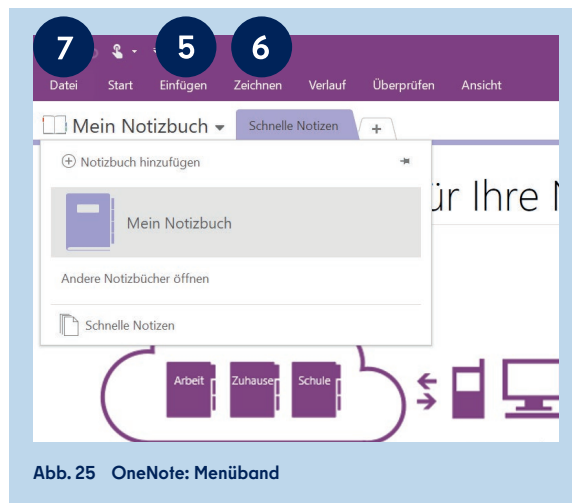 7 5 6
Datei Start Einfügen Zeichnen Verlauf Überprüfen Ansicht
Mein Notizbuch Schnelle Notizen +
Notizbuch hinzufügen
ür Ihre
Mein Notizbuch
Andere Notizbücher öffnen
Schnelle Notizen
Arbeit Zuhause Schule
Abb. 25 OneNote: Menüband